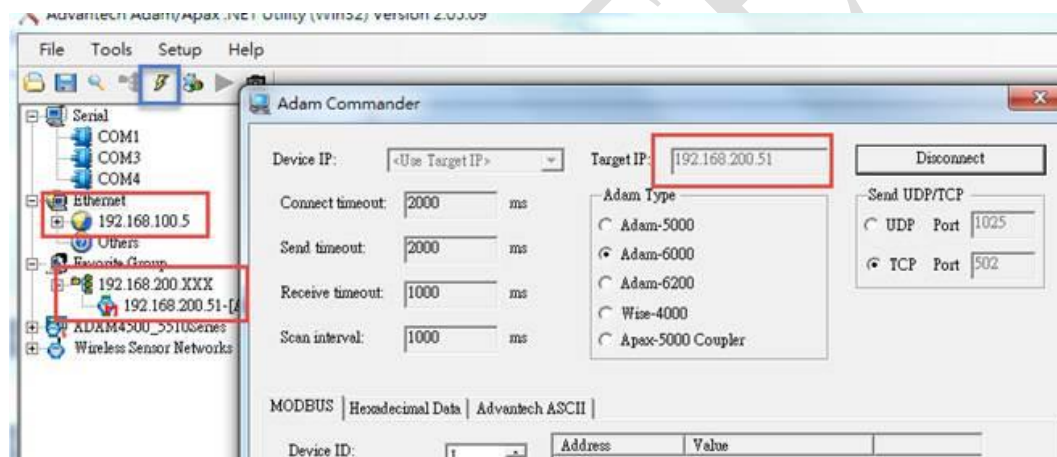 Advantech Adam/Apax .NET Utility (Win32) Version 2.05.09
File Tools Setup Help
Serial
COM1
COM3
COM4
Ethernet
192.168.100.5
Others
Favorite Group
192.168.200.XXX
192.168.200.51-[A
ADAM4500_5510Series
Wireless Sensor Networks
Adam Commander
Device IP: <Use Target IP> Target IP: 192.168.200.51 Disconnect
Connect timeout: 2000 ms
Send timeout: 2000 ms
Receive timeout: 1000 ms
Scan interval: 1000 ms
Adam Type
Adam-5000
Adam-6000
Adam-6200
Wise-4000
Apax-5000 Coupler
Send UDP/TCP
UDP Port 1025
TCP Port 502
MODBUS Hexadecimal Data Advantech ASCII
Device ID: 1
Address Value